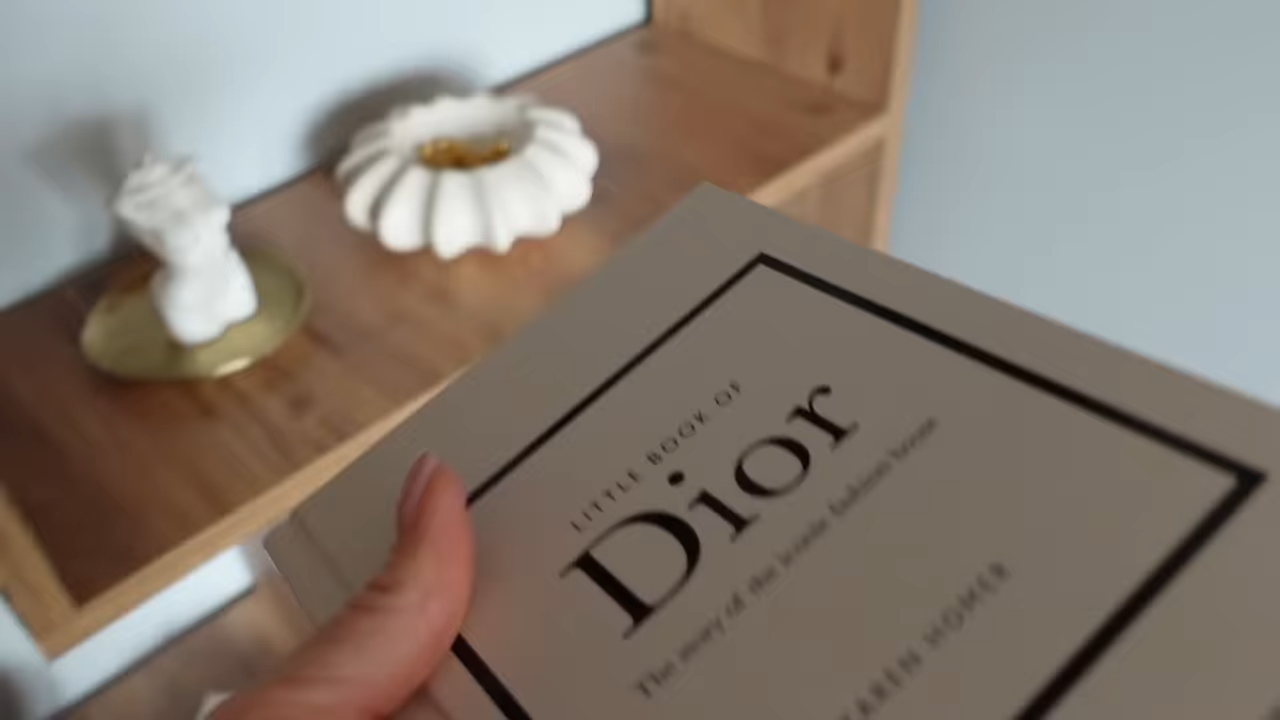 LITTLE BOOK OF
Dior
The story of the iconic fashion house
KAREN HOMER